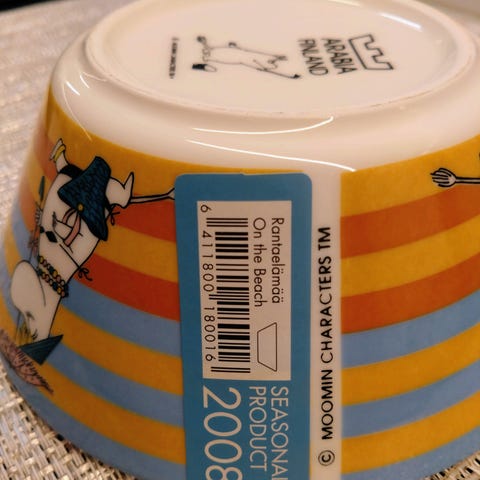 ARABIA
FINLAND
Rantaelämää
On the Beach
6 411800 180016
SEASONAL
PRODUCT
2008
© MOOMIN CHARACTERS TM